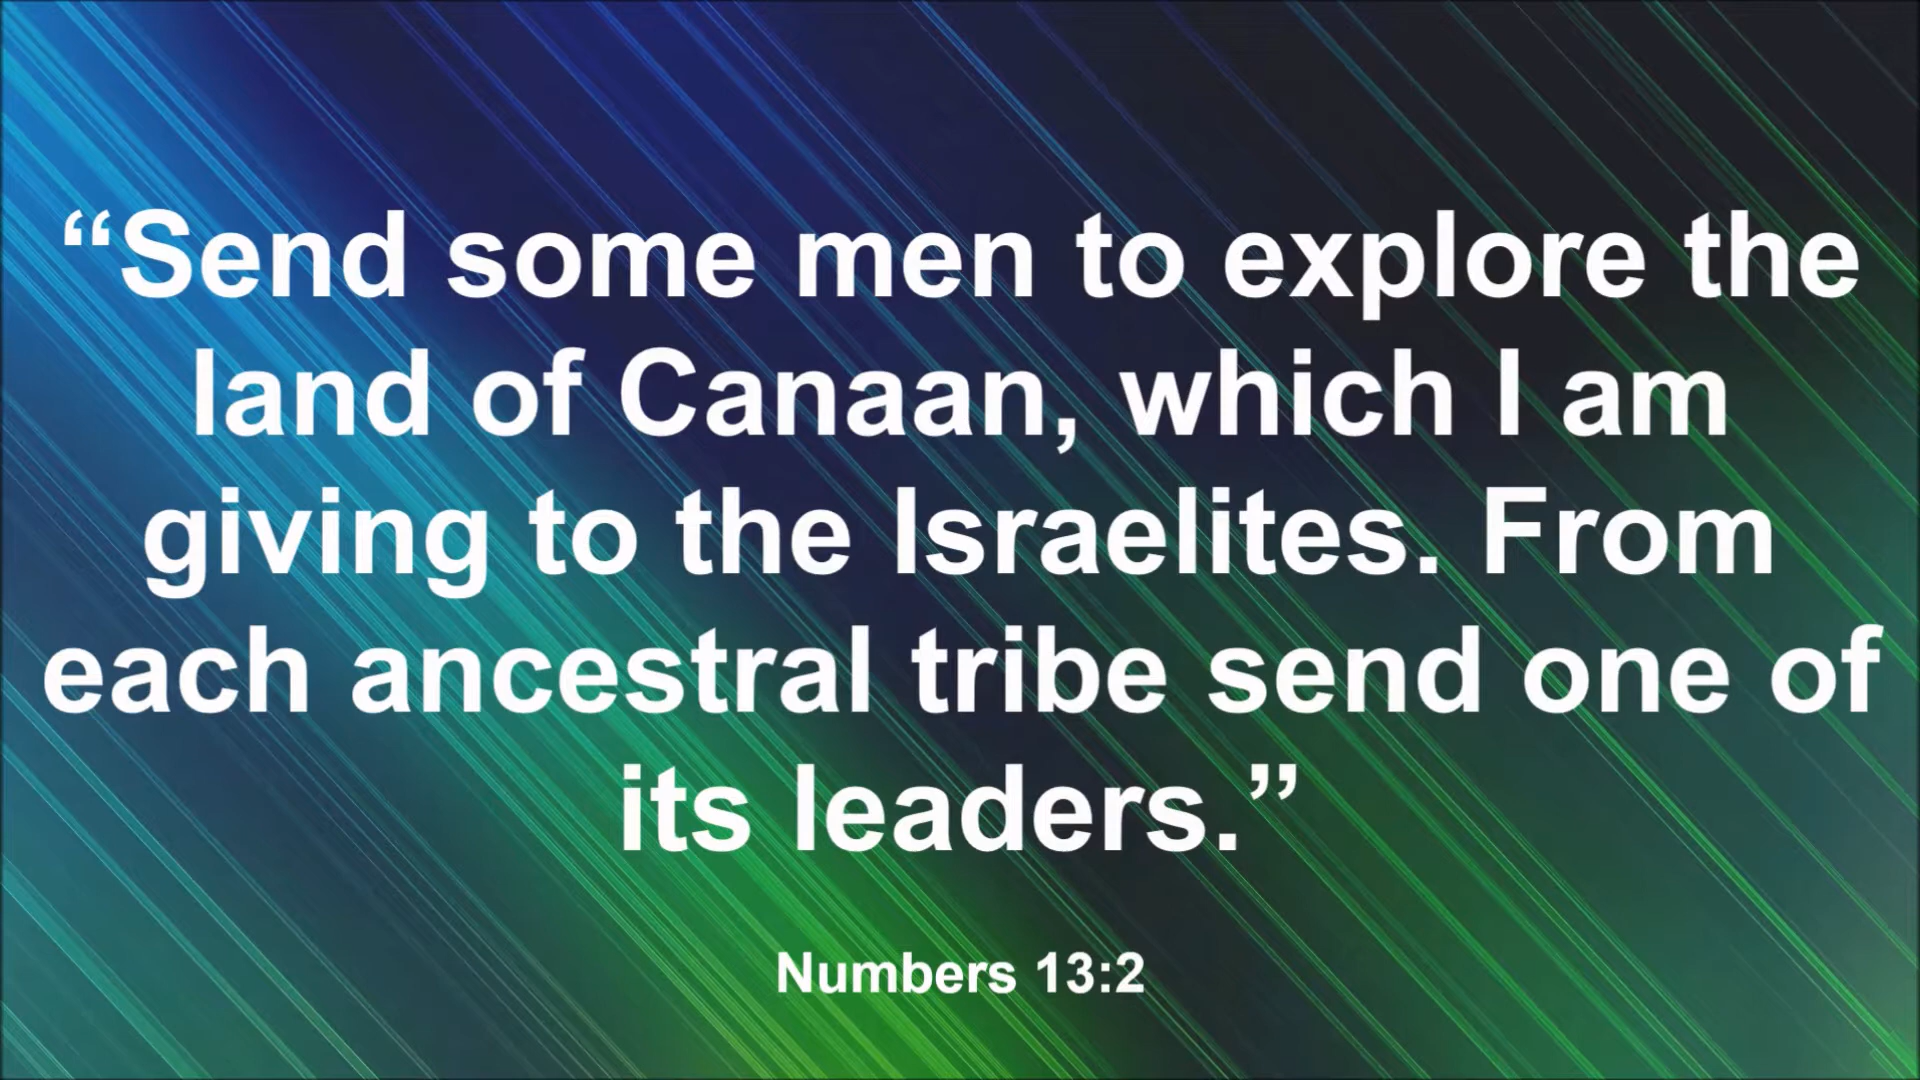 “Send some men to explore the
land of Canaan, which I am
giving to the Israelites. From
each ancestral tribe send one of
its leaders.”
Numbers 13:2